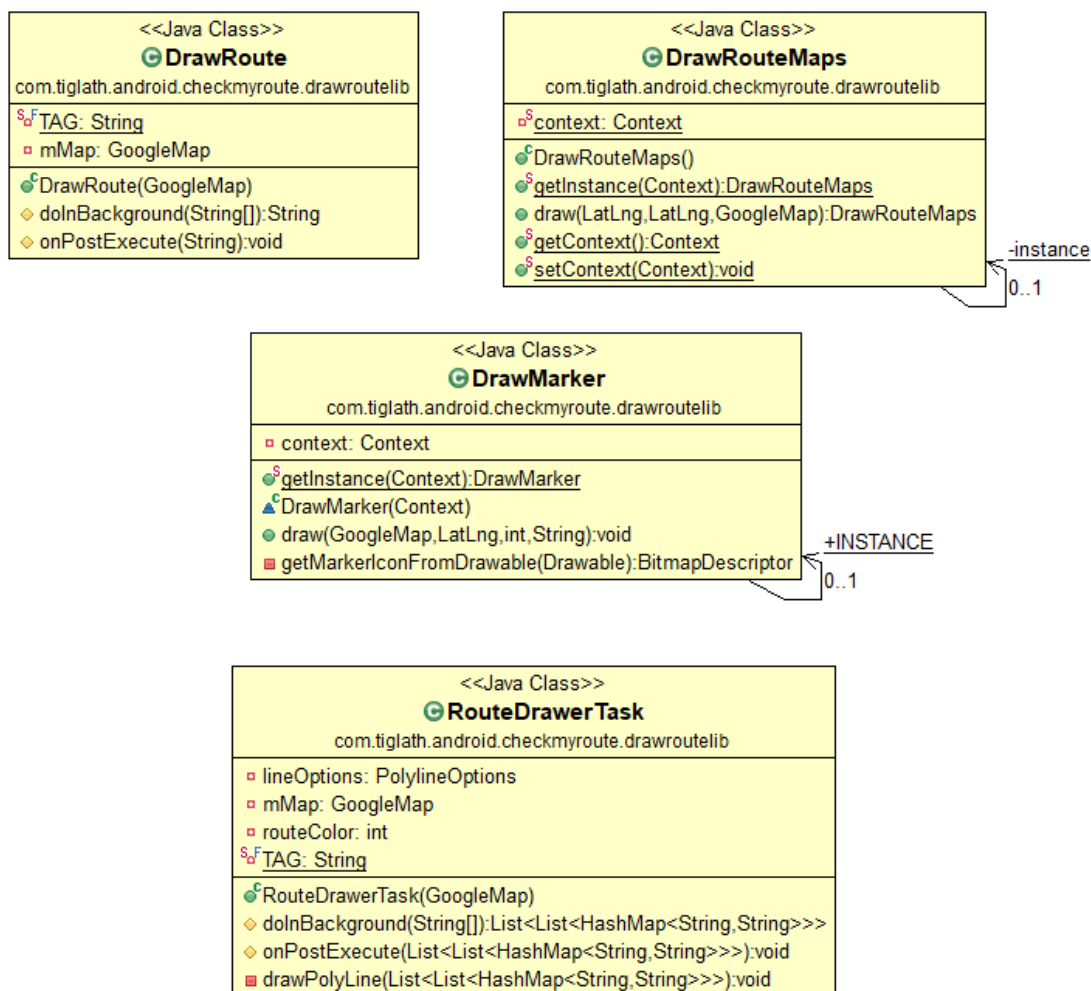 <<Java Class>>
DrawRoute
com.tiglath.android.checkmyroute.drawroutelib
TAG: String
mMap: GoogleMap
DrawRoute(GoogleMap)
doInBackground(String[]):String
onPostExecute(String):void
<<Java Class>>
DrawRouteMaps
com.tiglath.android.checkmyroute.drawroutelib
context: Context
DrawRouteMaps()
getInstance(Context):DrawRouteMaps
draw(LatLng,LatLng,GoogleMap):DrawRouteMaps
getContext():Context
setContext(Context):void
-instance
0..1
<<Java Class>>
DrawMarker
com.tiglath.android.checkmyroute.drawroutelib
context: Context
getInstance(Context):DrawMarker
DrawMarker(Context)
draw(GoogleMap,LatLng,int,String):void
getMarkerIconFromDrawable(Drawable):BitmapDescriptor
+INSTANCE
0..1
<<Java Class>>
RouteDrawerTask
com.tiglath.android.checkmyroute.drawroutelib
lineOptions: PolylineOptions
mMap: GoogleMap
routeColor: int
TAG: String
RouteDrawerTask(GoogleMap)
doInBackground(String[]):List<List<HashMap<String,String>>>
onPostExecute(List<List<HashMap<String,String>>>):void
drawPolyLine(List<List<HashMap<String,String>>>):void